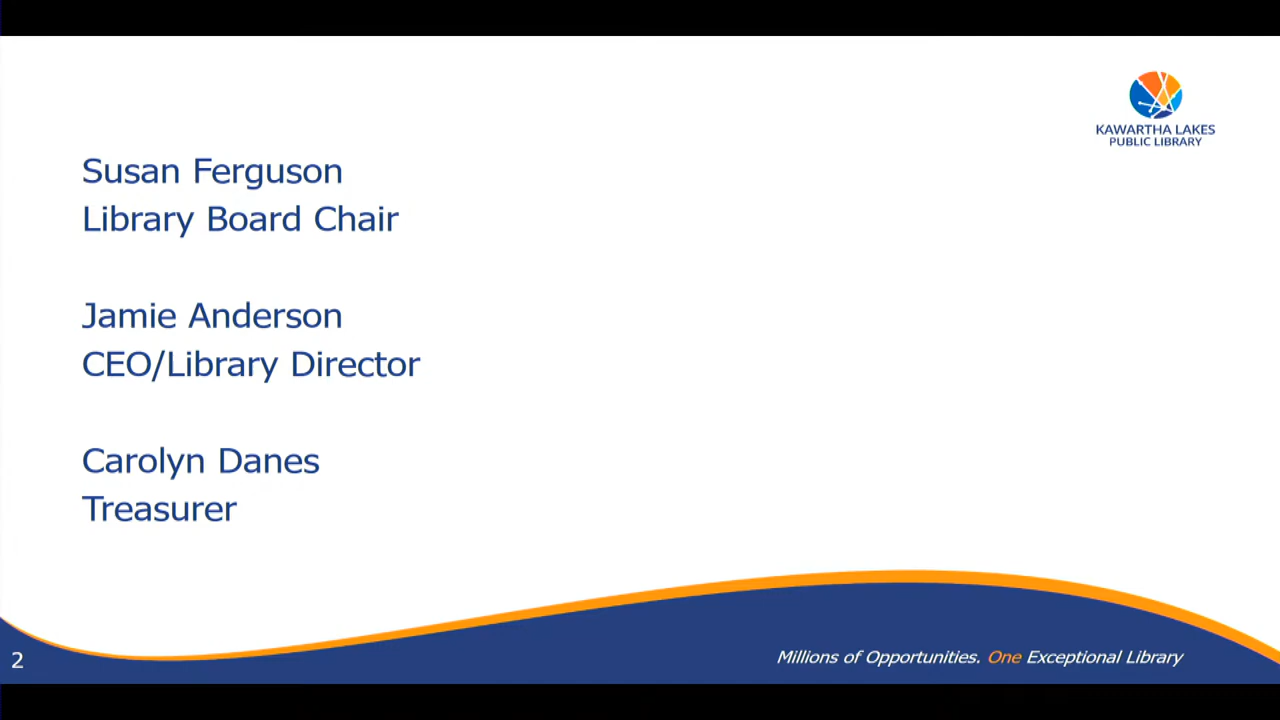 KAWARTHA LAKES
PUBLIC LIBRARY
Susan Ferguson
Library Board Chair
Jamie Anderson
CEO/Library Director
Carolyn Danes
Treasurer
2
Millions of Opportunities. One Exceptional Library